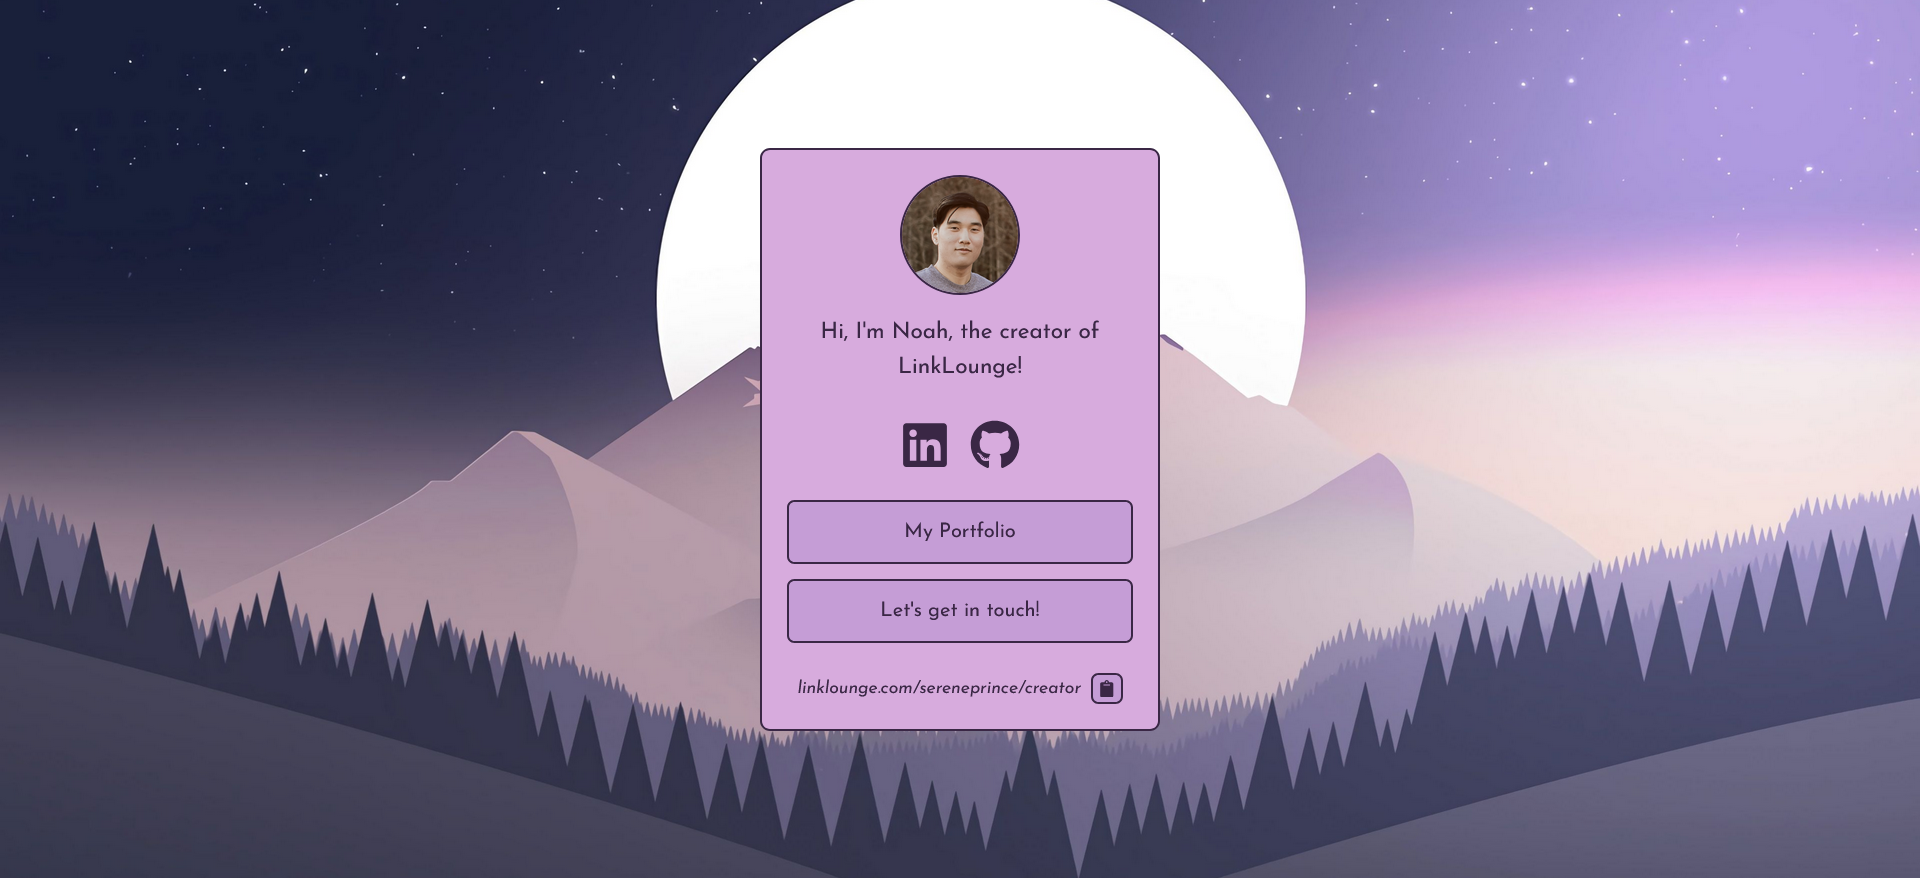 Hi, I'm Noah, the creator of
LinkLounge!
in
My Portfolio
Let's get in touch!
linklounge.com/sereneprince/creator